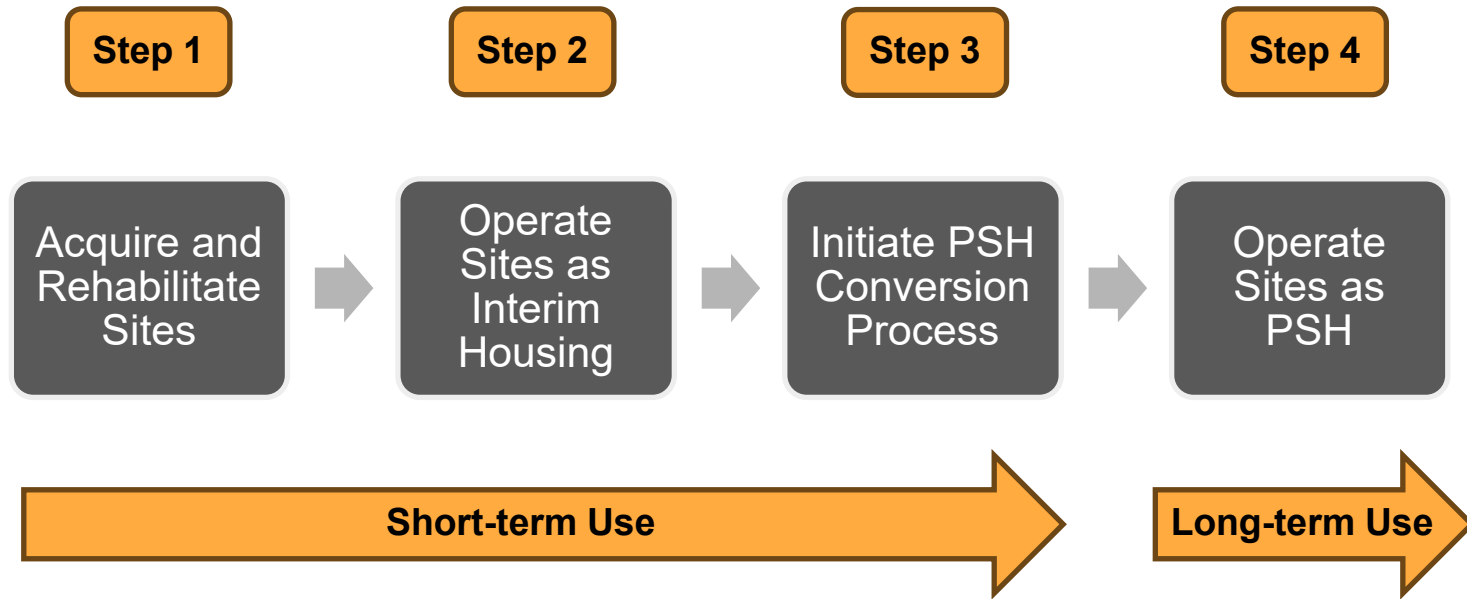 Step 1
Step 2
Step 3
Step 4
Acquire and
Rehabilitate
Sites
Operate
Sites as
Interim
Housing
Initiate PSH
Conversion
Process
Operate
Sites as
PSH
Short-term Use
Long-term Use